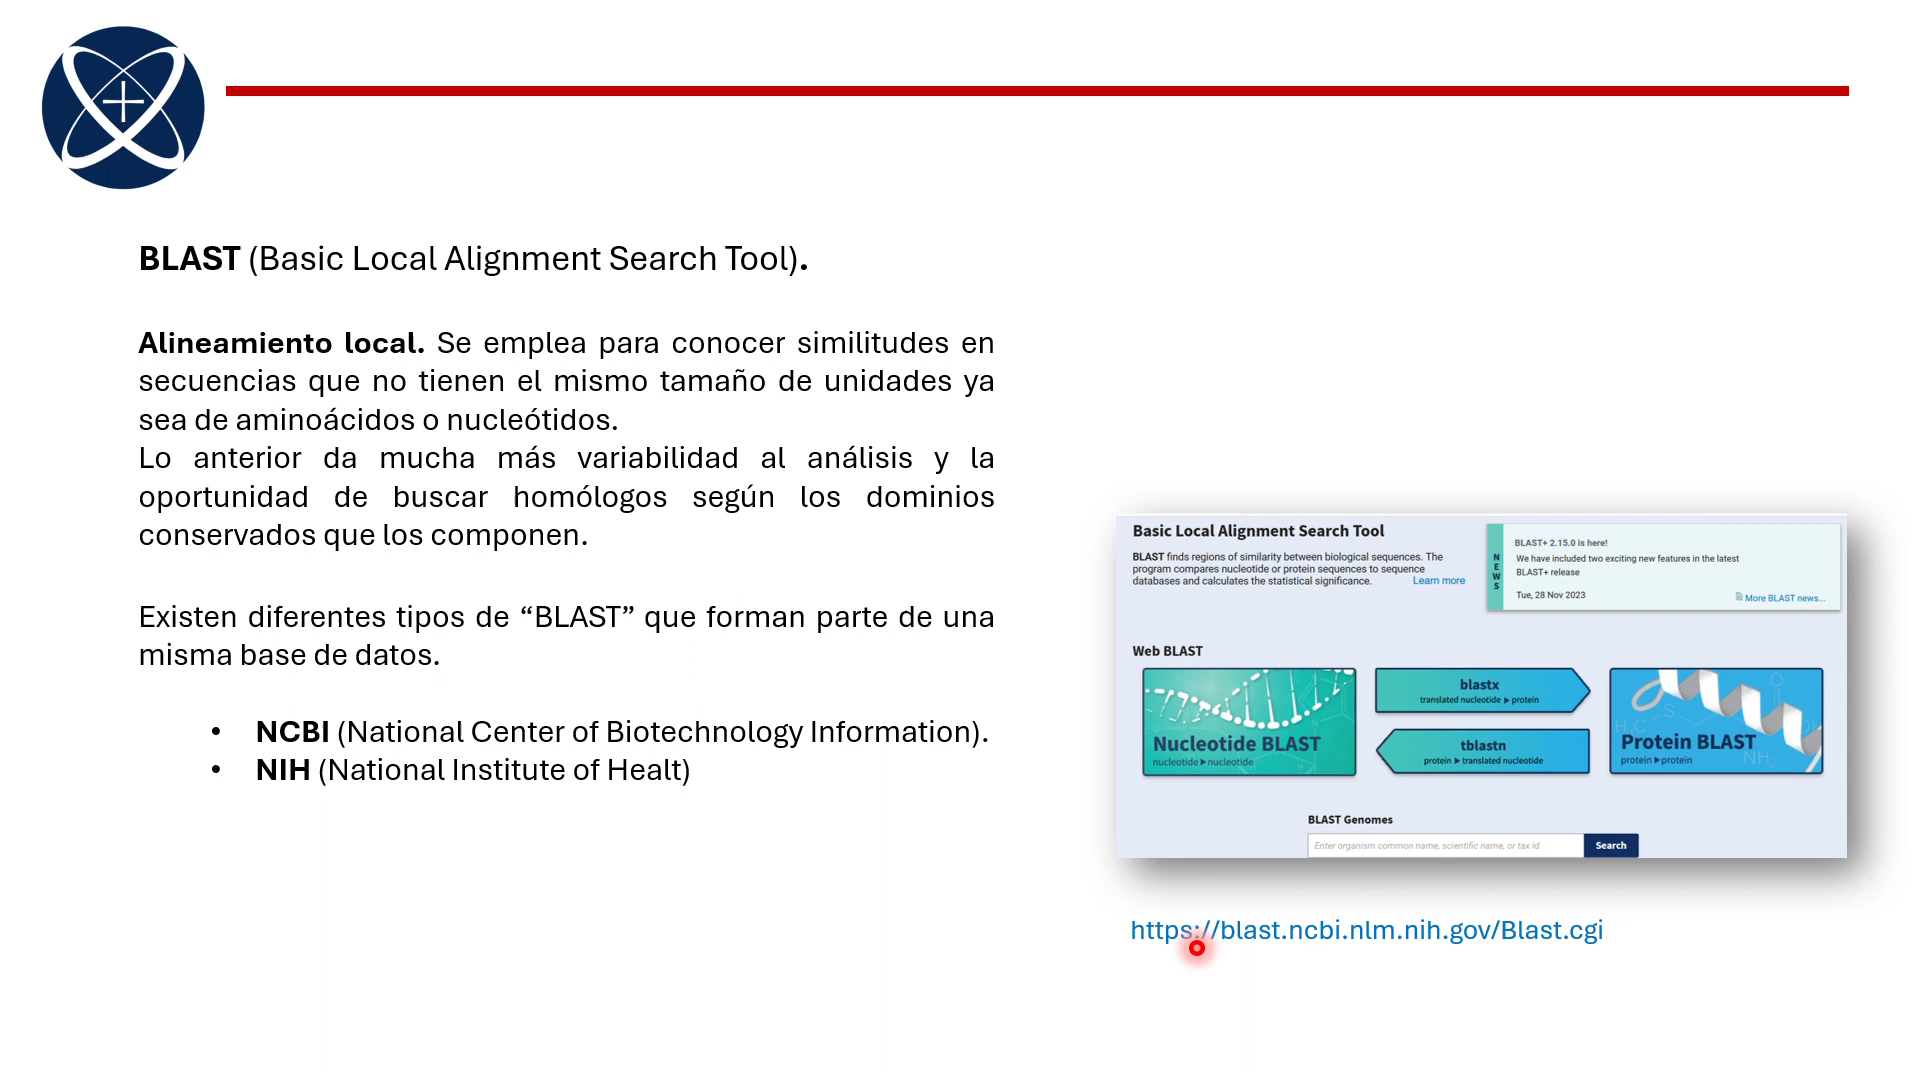 BLAST (Basic Local Alignment Search Tool).
Alineamiento local. Se emplea para conocer similitudes en
secuencias que no tienen el mismo tamaño de unidades ya
sea de aminoácidos o nucleótidos.
Lo anterior da mucha más variabilidad al análisis y la
oportunidad de buscar homólogos según los dominios
conservados que los componen.
Existen diferentes tipos de “BLAST” que forman parte de una
misma base de datos.
• NCBI (National Center of Biotechnology Information).
• NIH (National Institute of Healt)
Basic Local Alignment Search Tool
BLAST finds regions of similarity between biological sequences. The
program compares nucleotide or protein sequences to sequence
databases and calculates the statistical significance. Learn more
NEWS
BLAST+ 2.15.0 is here!
We have included two exciting new features in the latest
BLAST+ release
Tue, 28 Nov 2023
More BLAST news...
Web BLAST
Nucleotide BLAST
nucleotide ▶ nucleotide
blastx
translated nucleotide ▶ protein
tblastn
protein ▶ translated nucleotide
Protein BLAST
protein ▶ protein
BLAST Genomes
Enter organism common name, scientific name, or tax id
Search
https://blast.ncbi.nlm.nih.gov/Blast.cgi